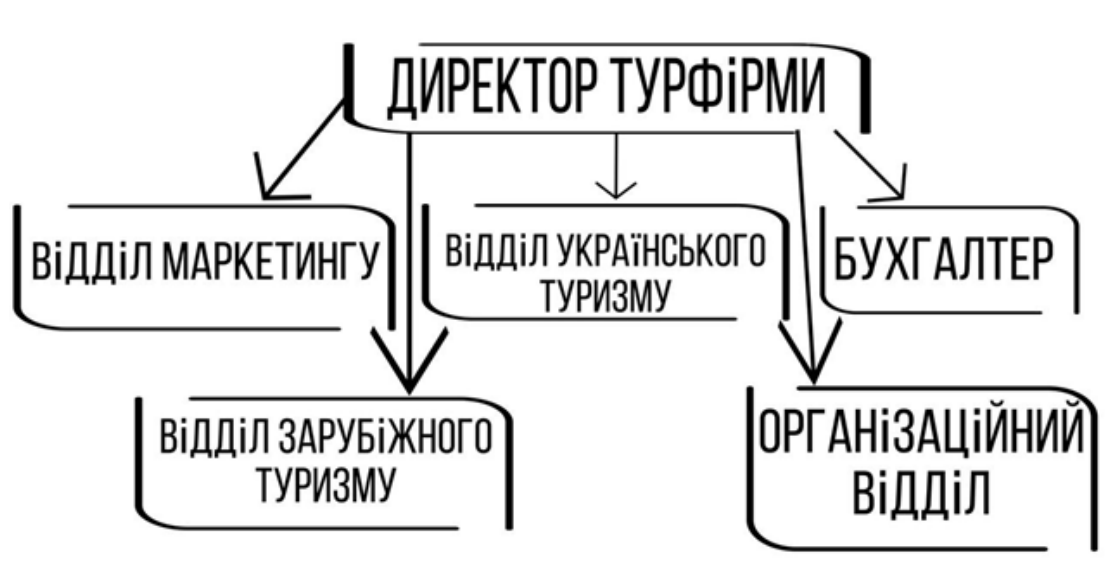 ДИРЕКТОР ТУРФіРМИ
ВіДДіЛ МАРКЕТИНГУ
ВіДДіЛ УКРАїНСЬКОГО
ТУРИЗМУ
БУХГАЛТЕР
ВіДДіЛ ЗАРУБіЖНОГО
ТУРИЗМУ
ОРГАНіЗАЦіЙНИЙ
ВіДДіЛ